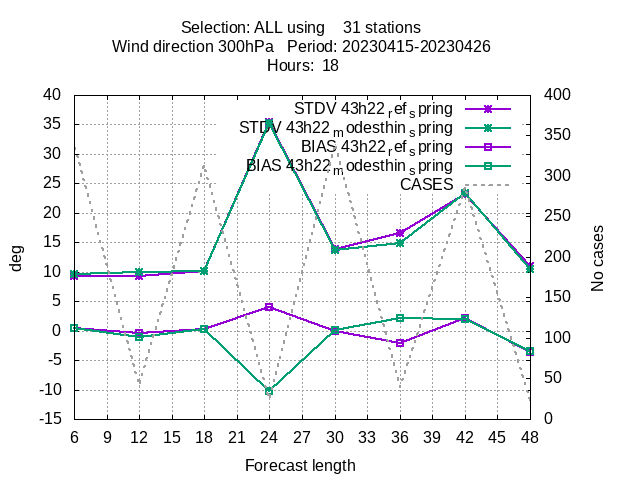 Selection: ALL using 31 stations
Wind direction 300hPa Period: 20230415-20230426
Hours: 18
STDV 43h22_ref_spring
STDV 43h22_modesthin_spring
BIAS 43h22_ref_spring
BIAS 43h22_modesthin_spring
CASES
40
35
30
25
20
15
10
5
0
-5
-10
-15
deg
400
350
300
250
200
150
100
50
0
No cases
6 9 12 15 18 21 24 27 30 33 36 39 42 45 48
Forecast length